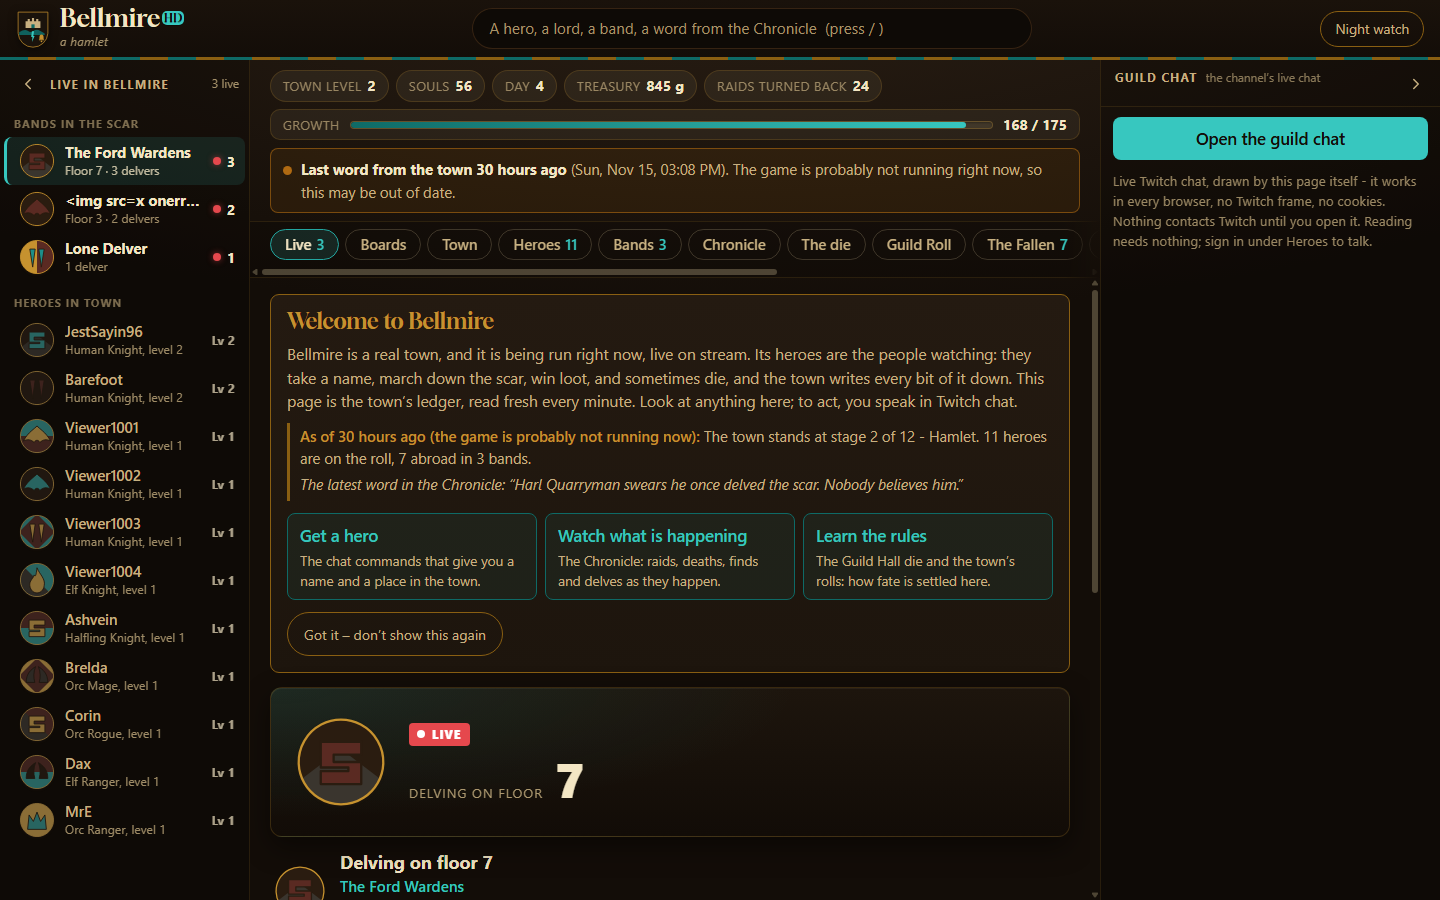 Bellmire HD
a hamlet
A hero, a lord, a band, a word from the Chronicle (press / )
Night watch
LIVE IN BELLMIRE 3 live
BANDS IN THE SCAR
The Ford Wardens 3
Floor 7 · 3 delvers
<img src=x onerr... 2
Floor 3 · 2 delvers
Lone Delver 1
1 delver
HEROES IN TOWN
JestSayin96 Lv 2
Human Knight, level 2
Barefoot Lv 2
Human Knight, level 2
Viewer1001 Lv 1
Human Knight, level 1
Viewer1002 Lv 1
Human Knight, level 1
Viewer1003 Lv 1
Human Knight, level 1
Viewer1004 Lv 1
Elf Knight, level 1
Ashvein Lv 1
Halfling Knight, level 1
Brelda Lv 1
Orc Mage, level 1
Corin Lv 1
Orc Rogue, level 1
Dax Lv 1
Elf Ranger, level 1
MrE Lv 1
Orc Ranger, level 1
TOWN LEVEL 2 SOULS 56 DAY 4 TREASURY 845 g RAIDS TURNED BACK 24
GROWTH 168 / 175
Last word from the town 30 hours ago (Sun, Nov 15, 03:08 PM). The game is probably not running right now, so
this may be out of date.
Live 3 Boards Town Heroes 11 Bands 3 Chronicle The die Guild Roll The Fallen 7
Welcome to Bellmire
Bellmire is a real town, and it is being run right now, live on stream. Its heroes are the people watching: they
take a name, march down the scar, win loot, and sometimes die, and the town writes every bit of it down. This
page is the town's ledger, read fresh every minute. Look at anything here; to act, you speak in Twitch chat.
As of 30 hours ago (the game is probably not running now): The town stands at stage 2 of 12 - Hamlet. 11 heroes
are on the roll, 7 abroad in 3 bands.
The latest word in the Chronicle: “Harl Quarryman swears he once delved the scar. Nobody believes him.”
Get a hero
The chat commands that give you a
name and a place in the town.
Watch what is happening
The Chronicle: raids, deaths, finds
and delves as they happen.
Learn the rules
The Guild Hall die and the town's
rolls: how fate is settled here.
Got it – don't show this again
LIVE
DELVING ON FLOOR 7
Delving on floor 7
The Ford Wardens
GUILD CHAT the channel's live chat
Open the guild chat
Live Twitch chat, drawn by this page itself - it works
in every browser, no Twitch frame, no cookies.
Nothing contacts Twitch until you open it. Reading
needs nothing; sign in under Heroes to talk.